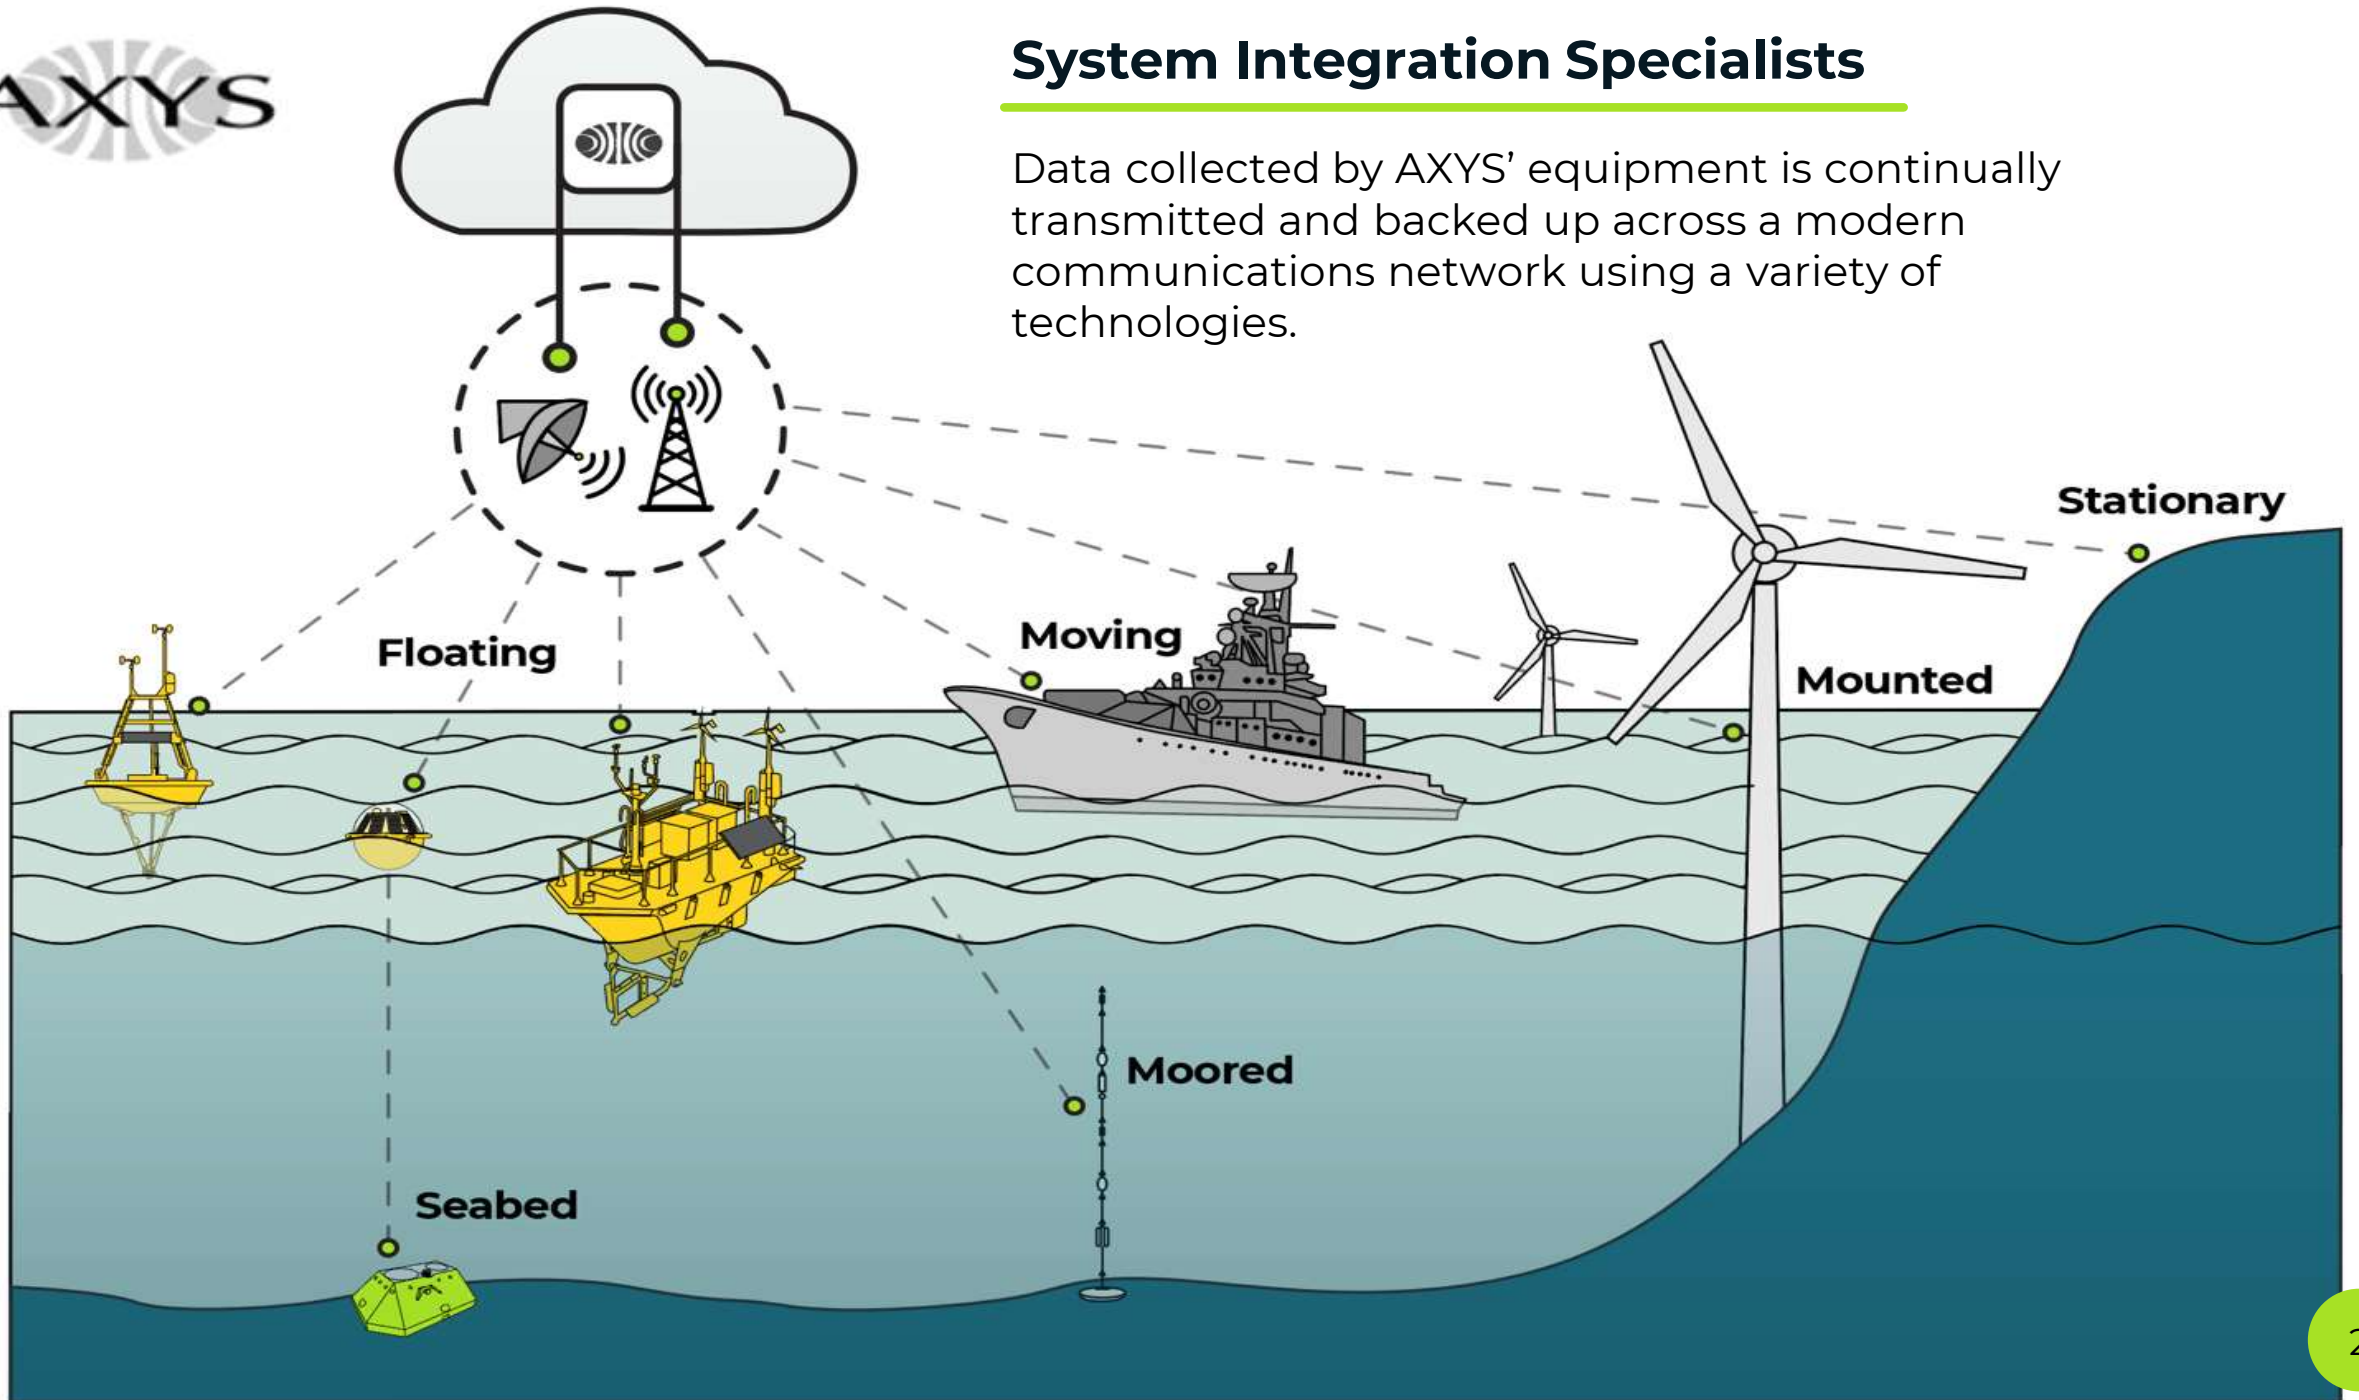 AXYS
System Integration Specialists
Data collected by AXYS’ equipment is continually
transmitted and backed up across a modern
communications network using a variety of
technologies.
Stationary
Floating
Moving
Mounted
Moored
Seabed
2